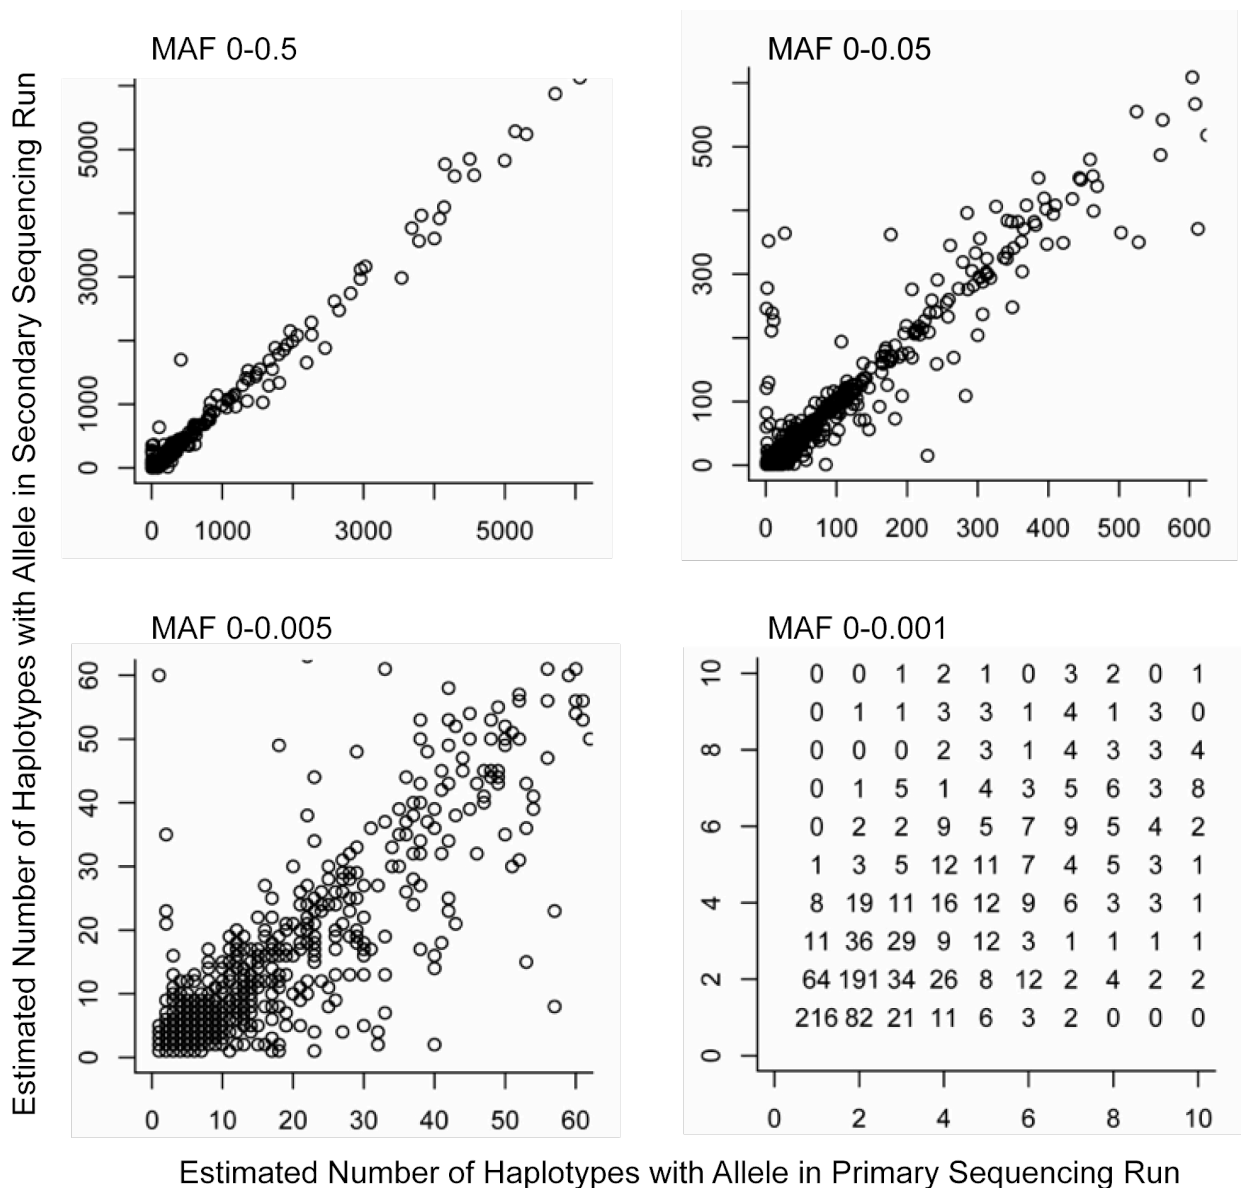 MAF 0-0.5
5000
3000
1000
0
0 1000 3000 5000
MAF 0-0.05
500
300
100
0
0 100 200 300 400 500 600
MAF 0-0.005
60
50
40
30
20
10
0
0 10 20 30 40 50 60
MAF 0-0.001
10 0 0 1 2 1 0 3 2 0 1
0 1 1 3 3 1 4 1 3 0
8 0 0 0 2 3 1 4 3 3 4
0 1 5 1 4 3 5 6 3 8
6 0 2 2 9 5 7 9 5 4 2
1 3 5 12 11 7 4 5 3 1
4 8 19 11 16 12 9 6 3 3 1
11 36 29 9 12 3 1 1 1 1
2 64 191 34 26 8 12 2 4 2 2
216 82 21 11 6 3 2 0 0 0
0
0 2 4 6 8 10
Estimated Number of Haplotypes with Allele in Secondary Sequencing Run
Estimated Number of Haplotypes with Allele in Primary Sequencing Run